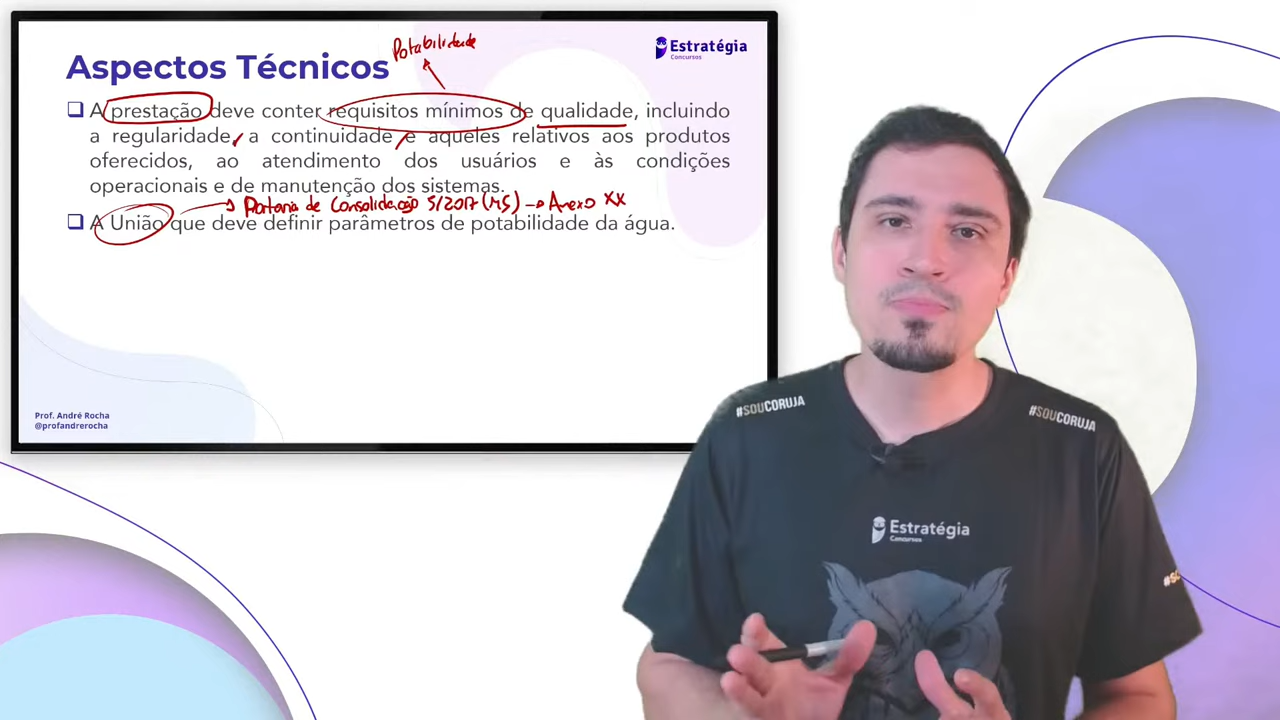 Potabilidade
Estratégia
Concursos
Aspectos Técnicos
A prestação deve conter requisitos mínimos de qualidade, incluindo
a regularidade, a continuidade e aqueles relativos aos produtos
oferecidos, ao atendimento dos usuários e às condições
operacionais e de manutenção dos sistemas.
Portaria de Consolidação 5/2017 (MS) → Anexo XX
A União que deve definir parâmetros de potabilidade da água.
Prof. André Rocha
@profandrerocha
#SOUCORUJA
#SOUCORUJA
Estratégia
Concursos